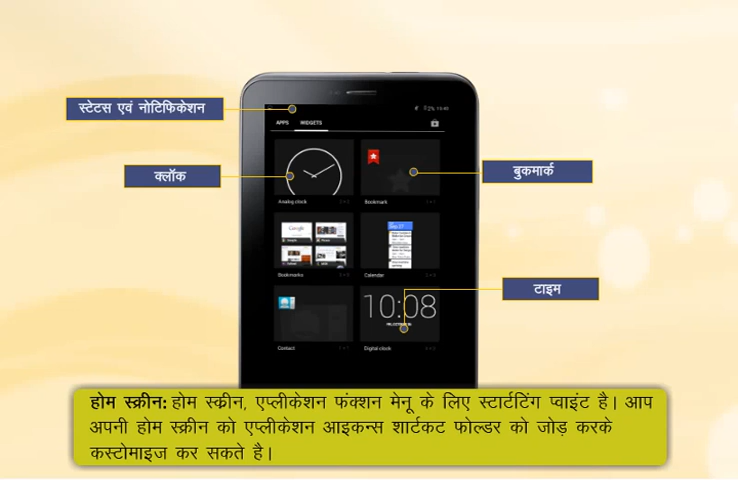 स्टेटस एवं नोटिफिकेशन
APPS WIDGETS
क्लॉक
बुकमार्क
Analog clock
Bookmark
Google
Bookmarks
Calendar
टाइम
10:08
Contact
Digital clock
होम स्क्रीन: होम स्क्रीन, एप्लीकेशन फंक्शन मेनू के लिए स्टार्टटिंग प्वाइंट है। आप
अपनी होम स्क्रीन को एप्लीकेशन आइकन्स शार्टकट फोल्डर को जोड़ करके
कस्टोमाइज कर सकते है।